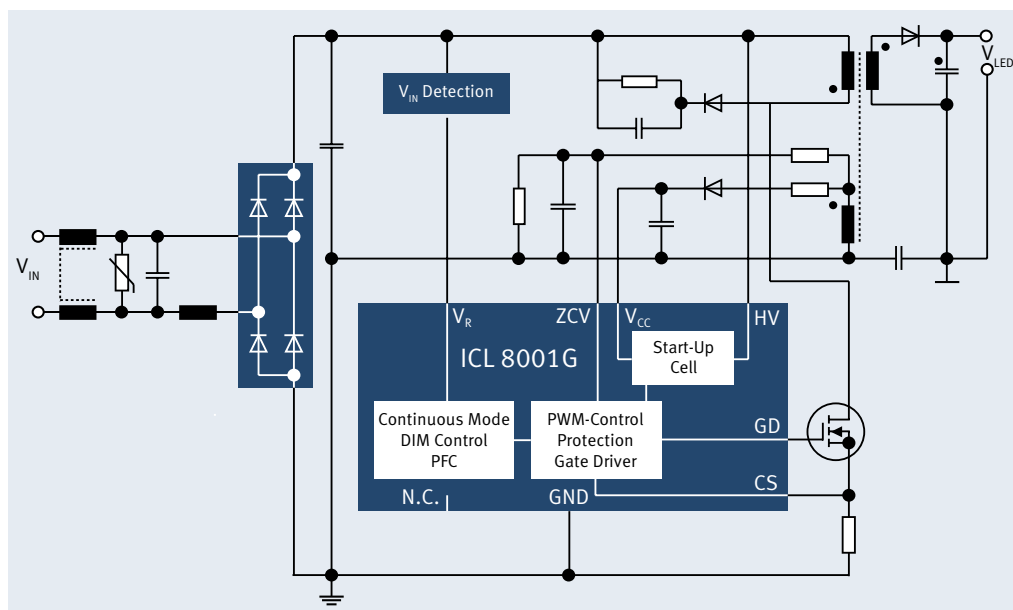 V_LED
V_IN Detection
V_IN
V_R
ZCV
V_CC
HV
ICL 8001G
Start-Up
Cell
Continuous Mode
DIM Control
PFC
PWM-Control
Protection
Gate Driver
GD
CS
N.C.
GND